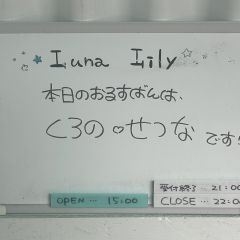 Luna Lily
本日のおるすばんは、
くろの・せつなです!
受付終了… 21:00
OPEN… 15:00
CLOSE… 22:00